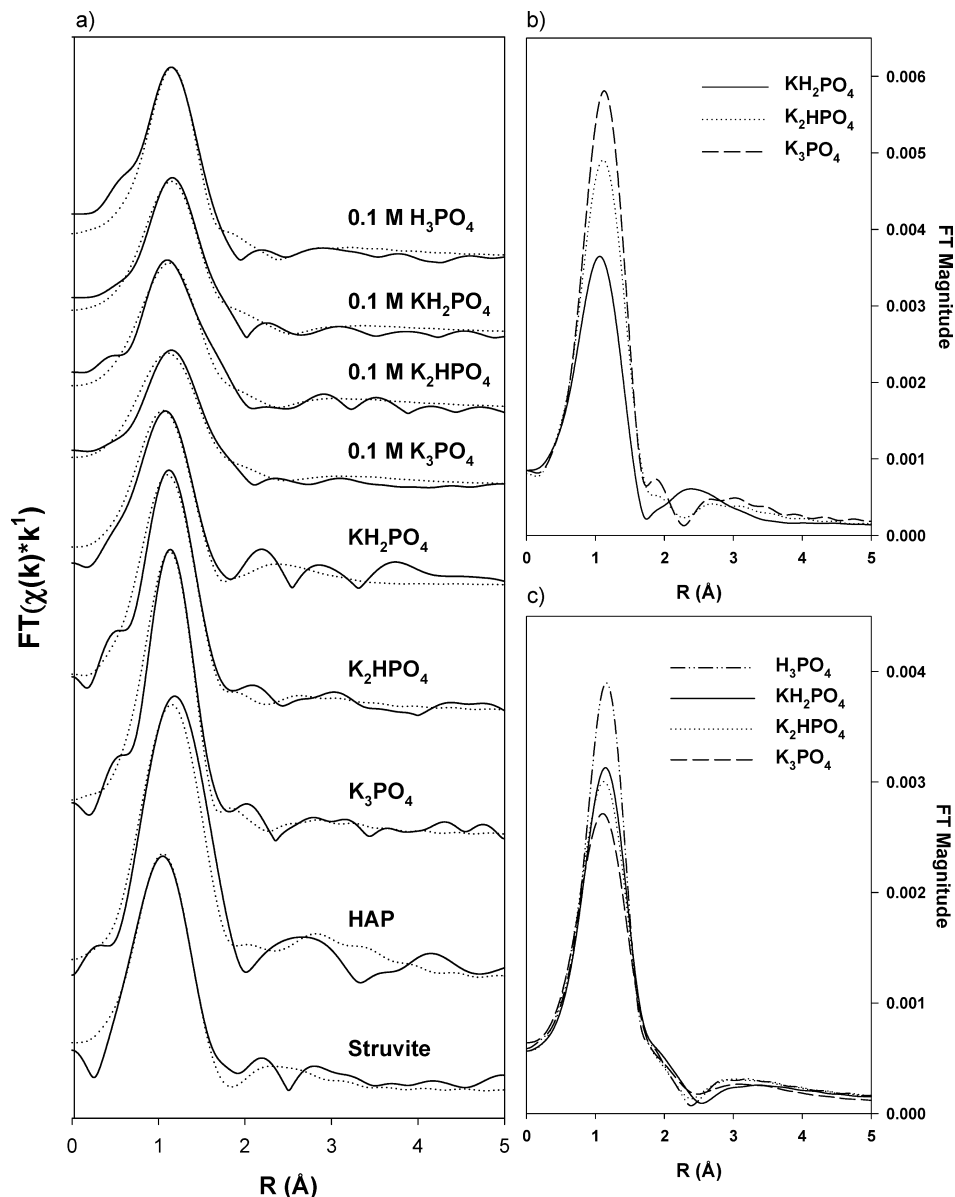 a)
FT(χ(k)*k¹)
0.1 M H₃PO₄
0.1 M KH₂PO₄
0.1 M K₂HPO₄
0.1 M K₃PO₄
KH₂PO₄
K₂HPO₄
K₃PO₄
HAP
Struvite
0 1 2 3 4 5
R (Å)
b)
KH₂PO₄
K₂HPO₄
K₃PO₄
0.006
0.005
0.004
0.003
0.002
0.001
0.000
FT Magnitude
0 1 2 3 4 5
R (Å)
c)
H₃PO₄
KH₂PO₄
K₂HPO₄
K₃PO₄
0.004
0.003
0.002
0.001
0.000
FT Magnitude
0 1 2 3 4 5
R (Å)